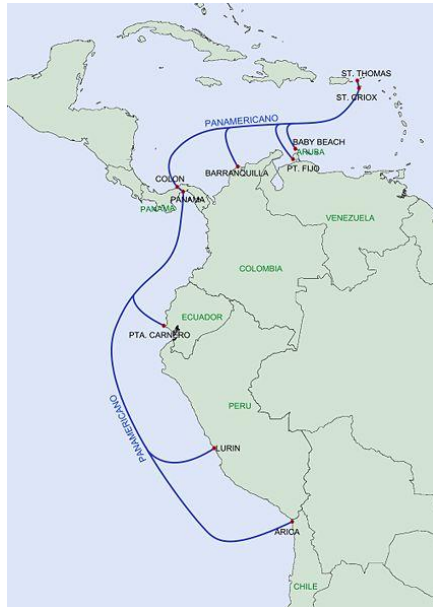 ST. THOMAS
ST. CRIOX
PANAMERICANO
BABY BEACH
ARUBA
PT. FIJO
BARRANQUILLA
COLON
PANAMA
PANAMA
VENEZUELA
COLOMBIA
ECUADOR
PTA. CARNERO
PERU
PANAMERICANO
LURIN
ARICA
CHILE